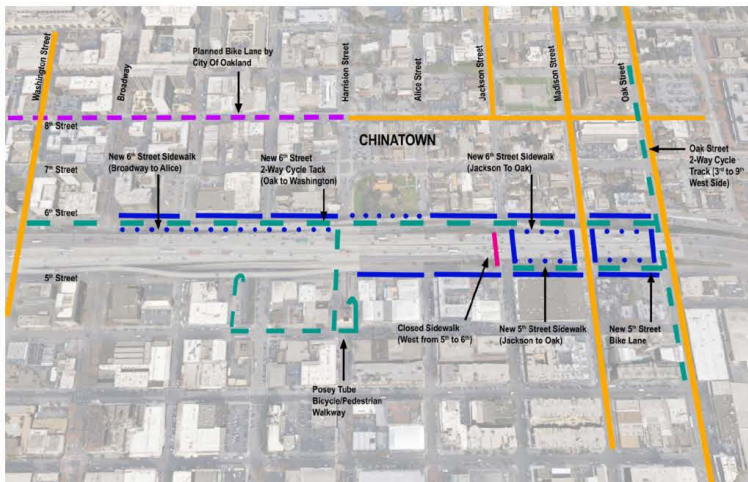 Washington Street
Broadway
Planned Bike Lane by
City Of Oakland
Harrision Street
Alice Street
Jackson Street
Madison Street
Oak Street
8th Street
CHINATOWN
Oak Street
2-Way Cycle
Track (3rd to 9th
West Side)
7th Street
New 6th Street Sidewalk
(Broadway to Alice)
New 6th Street
2-Way Cycle Tack
(Oak to Washington)
New 6th Street Sidewalk
(Jackson To Oak)
6th Street
5th Street
Closed Sidewalk
(West from 5th to 6th)
New 5th Street Sidewalk
(Jackson to Oak)
New 5th Street
Bike Lane
Posey Tube
Bicycle/Pedestrian
Walkway